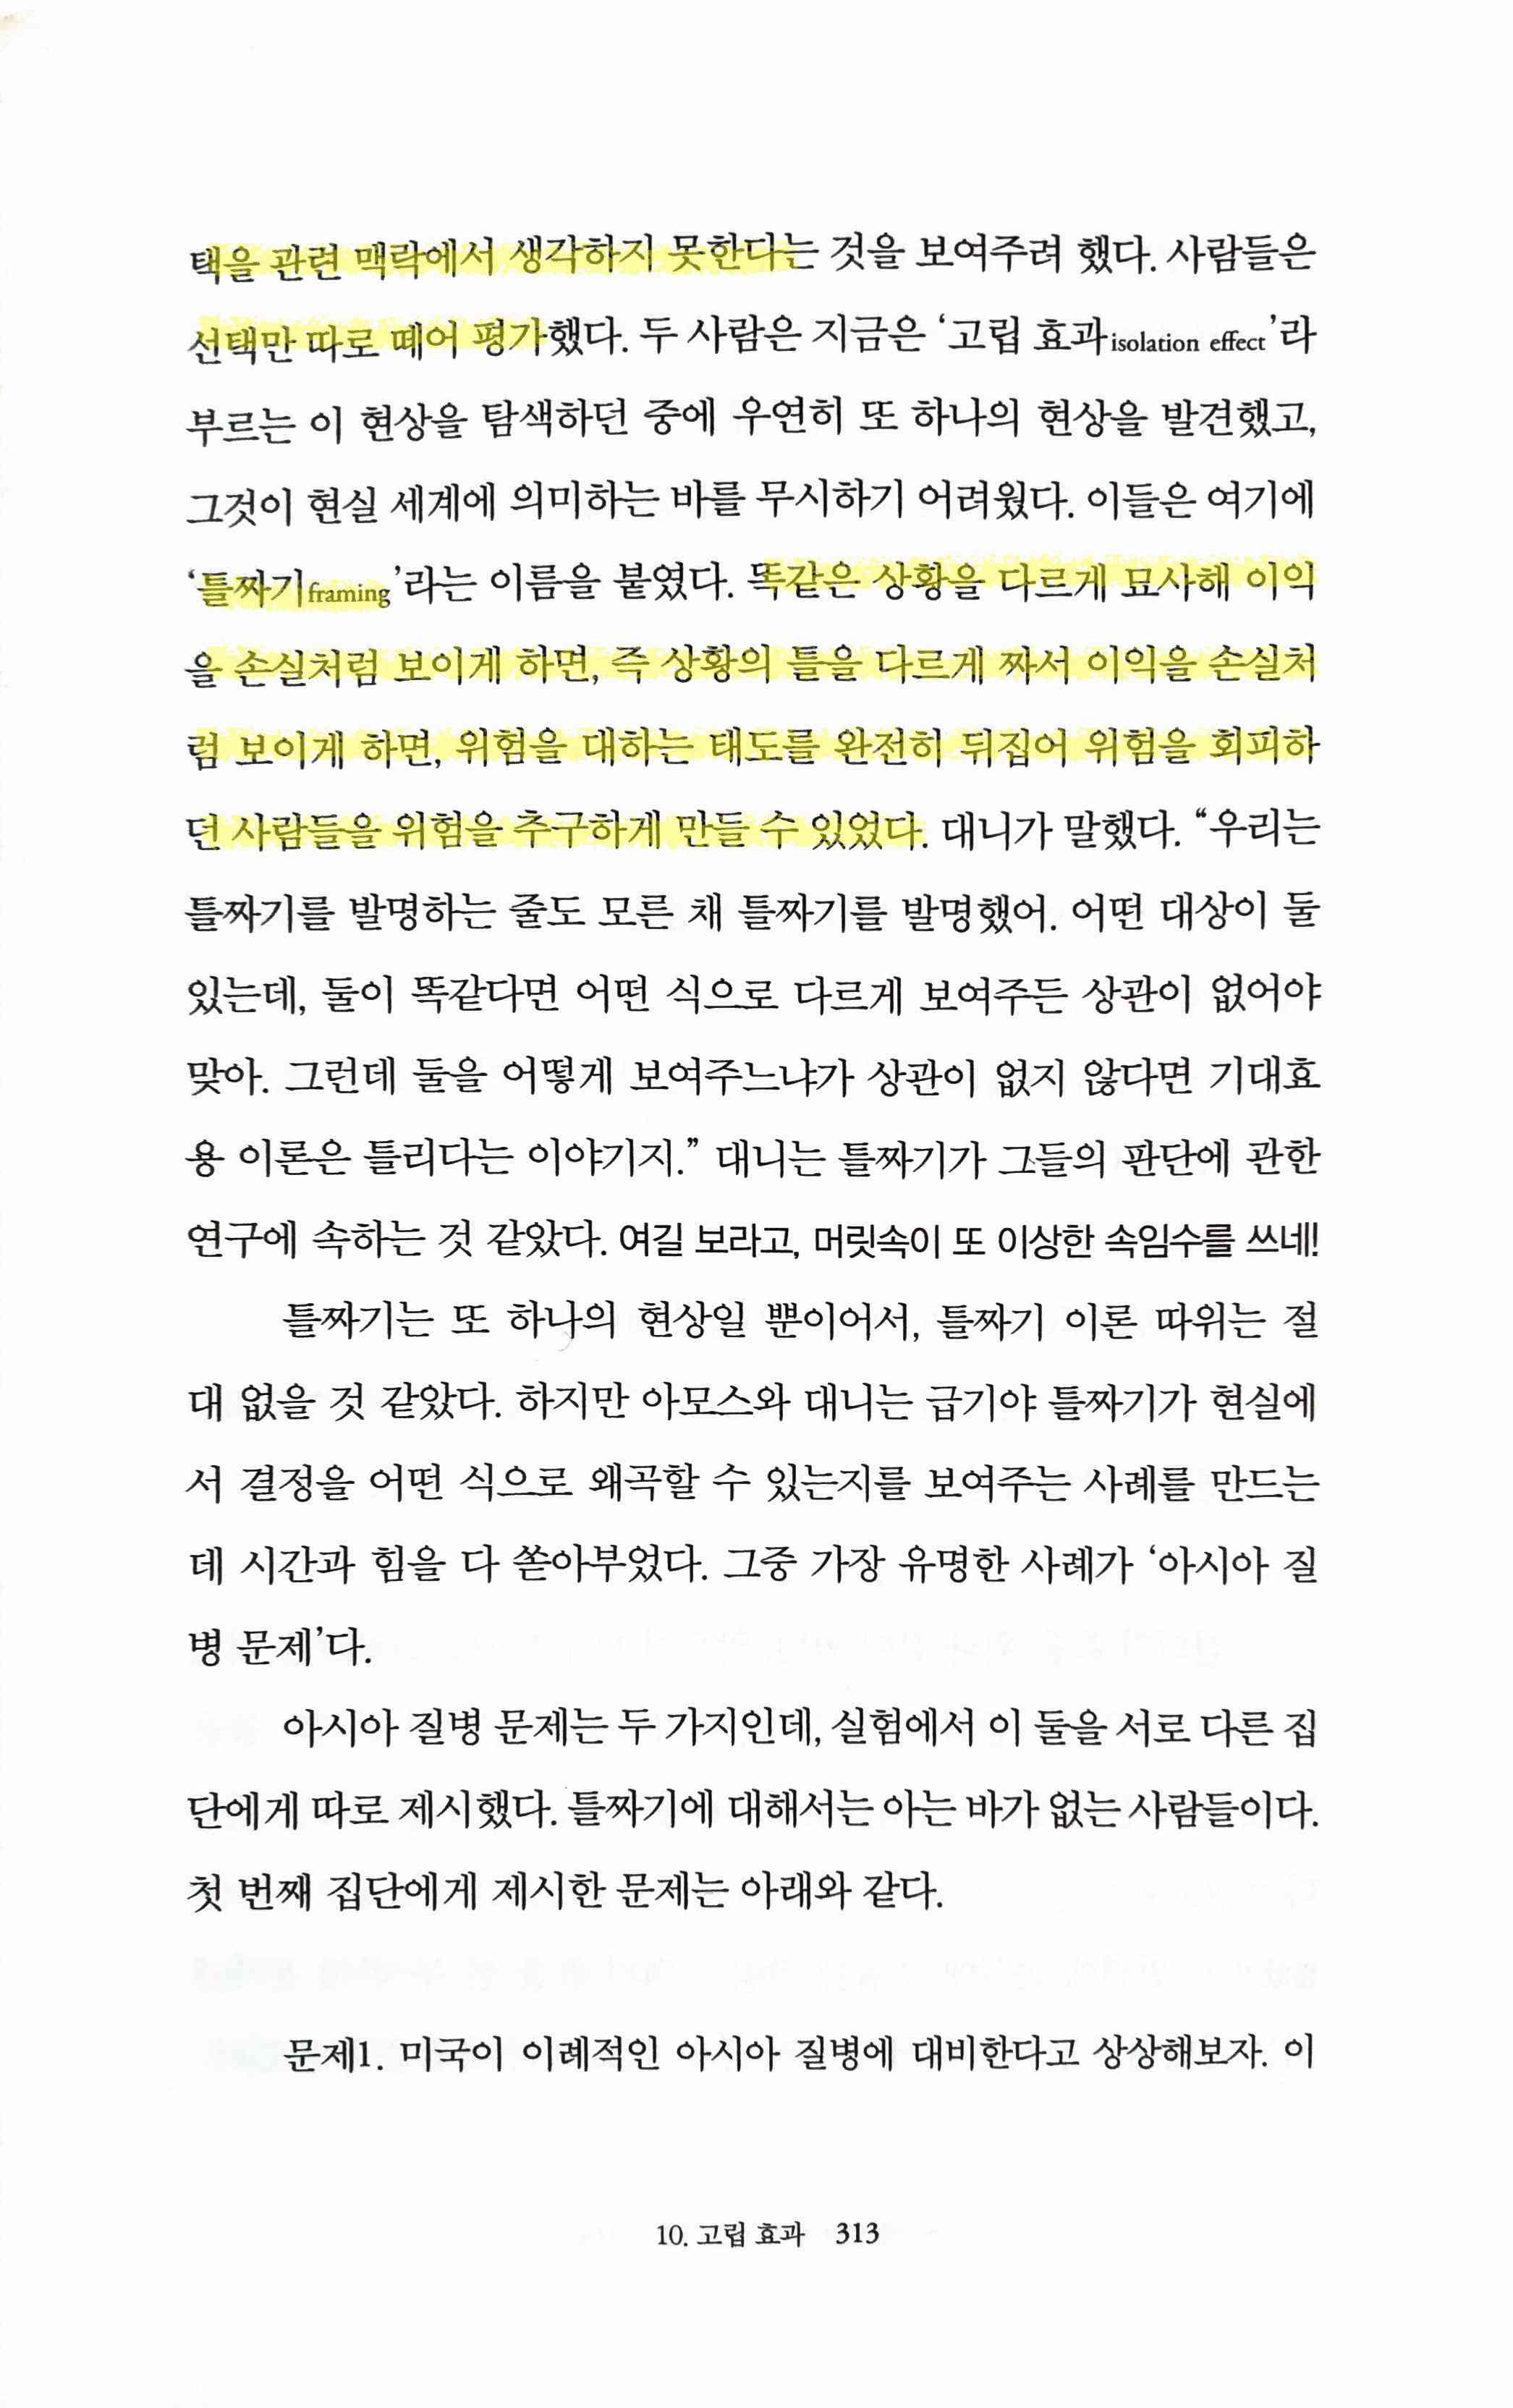 택을 관련 맥락에서 생각하지 못한다는 것을 보여주려 했다. 사람들은
선택만 따로 떼어 평가했다. 두 사람은 지금은 ‘고립 효과isolation effect’라
부르는 이 현상을 탐색하던 중에 우연히 또 하나의 현상을 발견했고,
그것이 현실 세계에 의미하는 바를 무시하기 어려웠다. 이들은 여기에
‘틀짜기framing’라는 이름을 붙였다. 똑같은 상황을 다르게 묘사해 이익
을 손실처럼 보이게 하면, 즉 상황의 틀을 다르게 짜서 이익을 손실처
럼 보이게 하면, 위험을 대하는 태도를 완전히 뒤집어 위험을 회피하
던 사람들을 위험을 추구하게 만들 수 있었다. 대니가 말했다. “우리는
틀짜기를 발명하는 줄도 모른 채 틀짜기를 발명했어. 어떤 대상이 둘
있는데, 둘이 똑같다면 어떤 식으로 다르게 보여주든 상관이 없어야
맞아. 그런데 둘을 어떻게 보여주느냐가 상관이 없지 않다면 기대효
용 이론은 틀리다는 이야기지.” 대니는 틀짜기가 그들의 판단에 관한
연구에 속하는 것 같았다. 여길 보라고, 머릿속이 또 이상한 속임수를 쓰네!
틀짜기는 또 하나의 현상일 뿐이어서, 틀짜기 이론 따위는 절
대 없을 것 같았다. 하지만 아모스와 대니는 급기야 틀짜기가 현실에
서 결정을 어떤 식으로 왜곡할 수 있는지를 보여주는 사례를 만드는
데 시간과 힘을 다 쏟아부었다. 그중 가장 유명한 사례가 ‘아시아 질
병 문제’다.
아시아 질병 문제는 두 가지인데, 실험에서 이 둘을 서로 다른 집
단에게 따로 제시했다. 틀짜기에 대해서는 아는 바가 없는 사람들이다.
첫 번째 집단에게 제시한 문제는 아래와 같다.
문제1. 미국이 이례적인 아시아 질병에 대비한다고 상상해보자. 이
10. 고립 효과 313